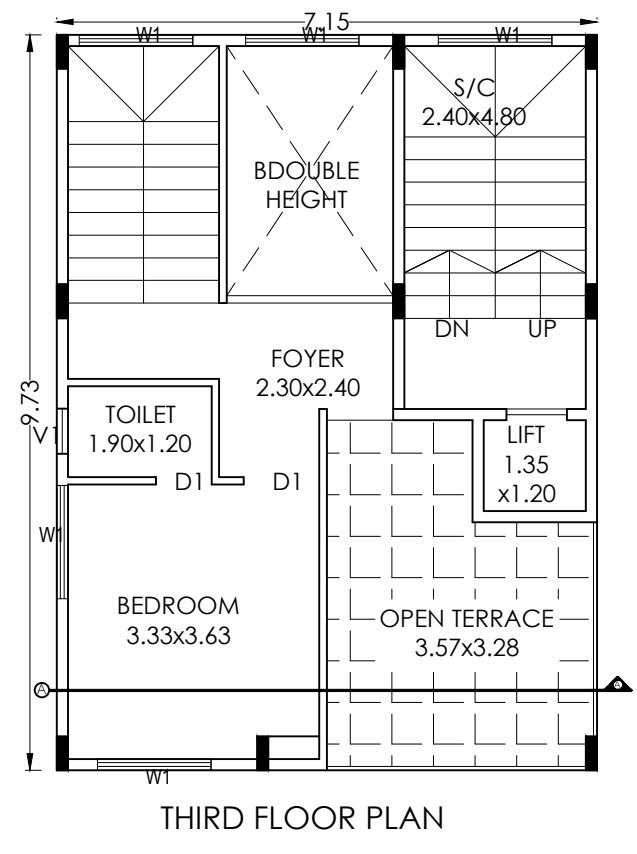 7.15
W1
W1
W1
S/C
2.40x4.80
BDOUBLE
HEIGHT
DN
UP
FOYER
2.30x2.40
9.73
TOILET
1.90x1.20
V1
LIFT
1.35
x1.20
D1
D1
W1
BEDROOM
3.33x3.63
OPEN TERRACE
3.57x3.28
A
A
W1
THIRD FLOOR PLAN